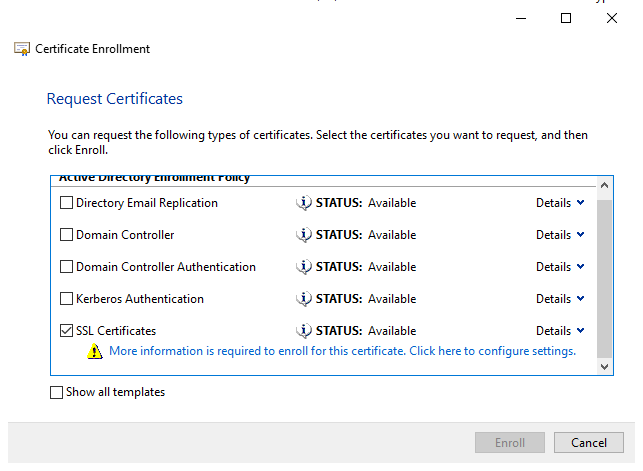 Certificate Enrollment
Request Certificates
You can request the following types of certificates. Select the certificates you want to request, and then
click Enroll.
Active Directory Enrollment Policy
Directory Email Replication STATUS: Available Details
Domain Controller STATUS: Available Details
Domain Controller Authentication STATUS: Available Details
Kerberos Authentication STATUS: Available Details
SSL Certificates STATUS: Available Details
More information is required to enroll for this certificate. Click here to configure settings.
Show all templates
Enroll Cancel